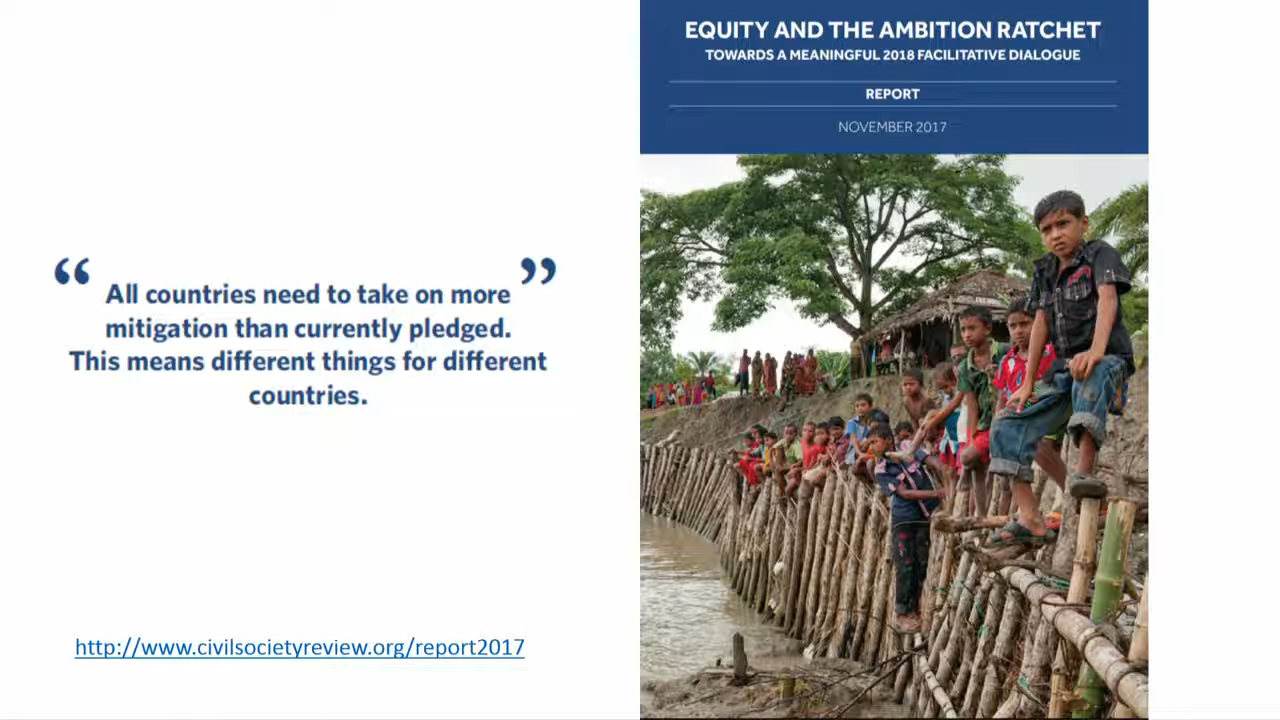 EQUITY AND THE AMBITION RATCHET
TOWARDS A MEANINGFUL 2018 FACILITATIVE DIALOGUE
REPORT
NOVEMBER 2017
“ All countries need to take on more ”
mitigation than currently pledged.
This means different things for different
countries.
http://www.civilsocietyreview.org/report2017